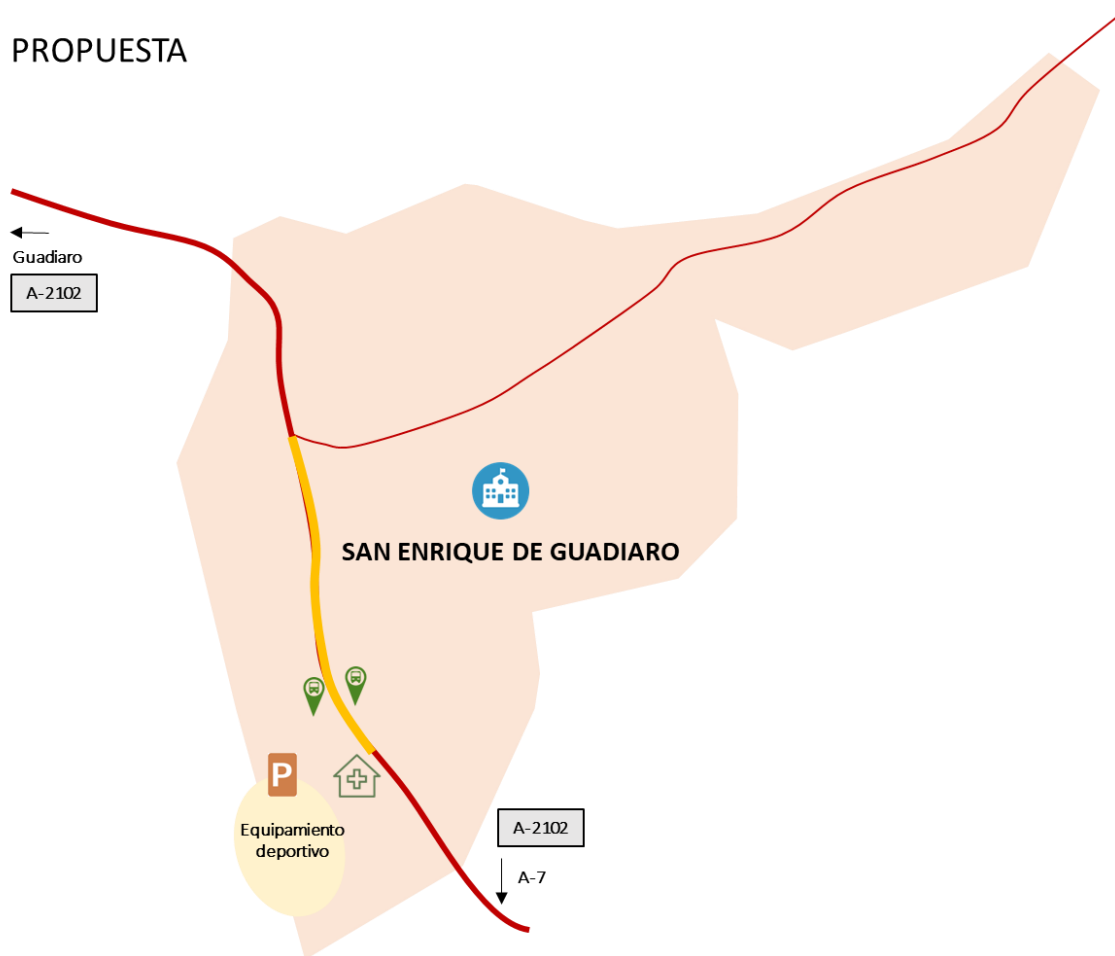 PROPUESTA
Guadiaro
A-2102
SAN ENRIQUE DE GUADIARO
P
Equipamiento
deportivo
A-2102
A-7